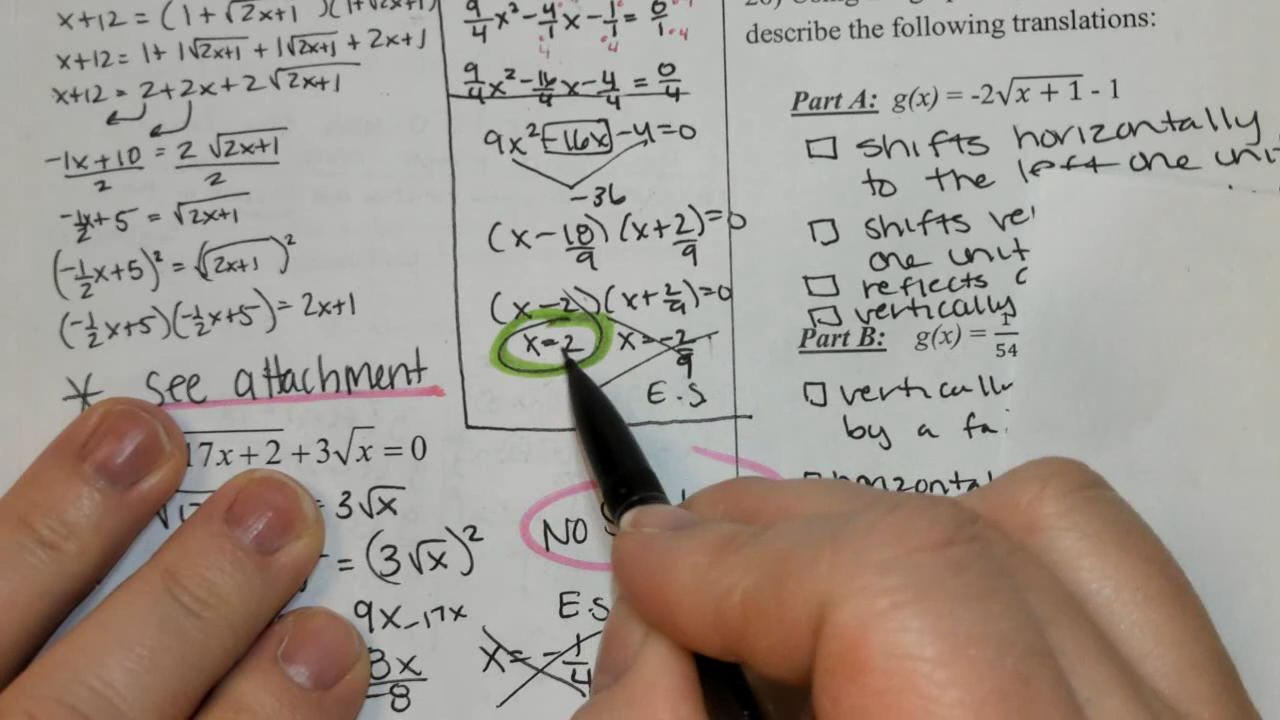 x+12 = (1+√2x+1)(1+√2x+1)
x+12 = 1+ 1√2x+1 + 1√2x+1 + 2x+1
x+12 = 2+2x+2√2x+1
-1x+10/2 = 2√2x+1/2
-1/2x+5 = √2x+1
(-1/2x+5)² = (√2x+1)²
(-1/2x+5)(-1/2x+5) = 2x+1
* See attachment
17x+2 + 3√x = 0
= 3√x
= (3√x)²
9x-17x
8x/-8
9/4x² - 4/1x - 1/1 = 0/1
·4 ·4 ·4
9/4x² - 16/4x - 4/4 = 0/4
9x² -16x -4=0
-36
(x - 18/9)(x + 2/9) = 0
(x-2)(x+2/9)=0
x=2 x=-2/9
E.S
NO
E.S
x = -1/4
describe the following translations:
Part A: g(x) = -2√x + 1 - 1
shifts horizontally
to the left one unit
shifts
one unit
reflects
vertically
Part B: g(x) = 1/54
vertically
by a